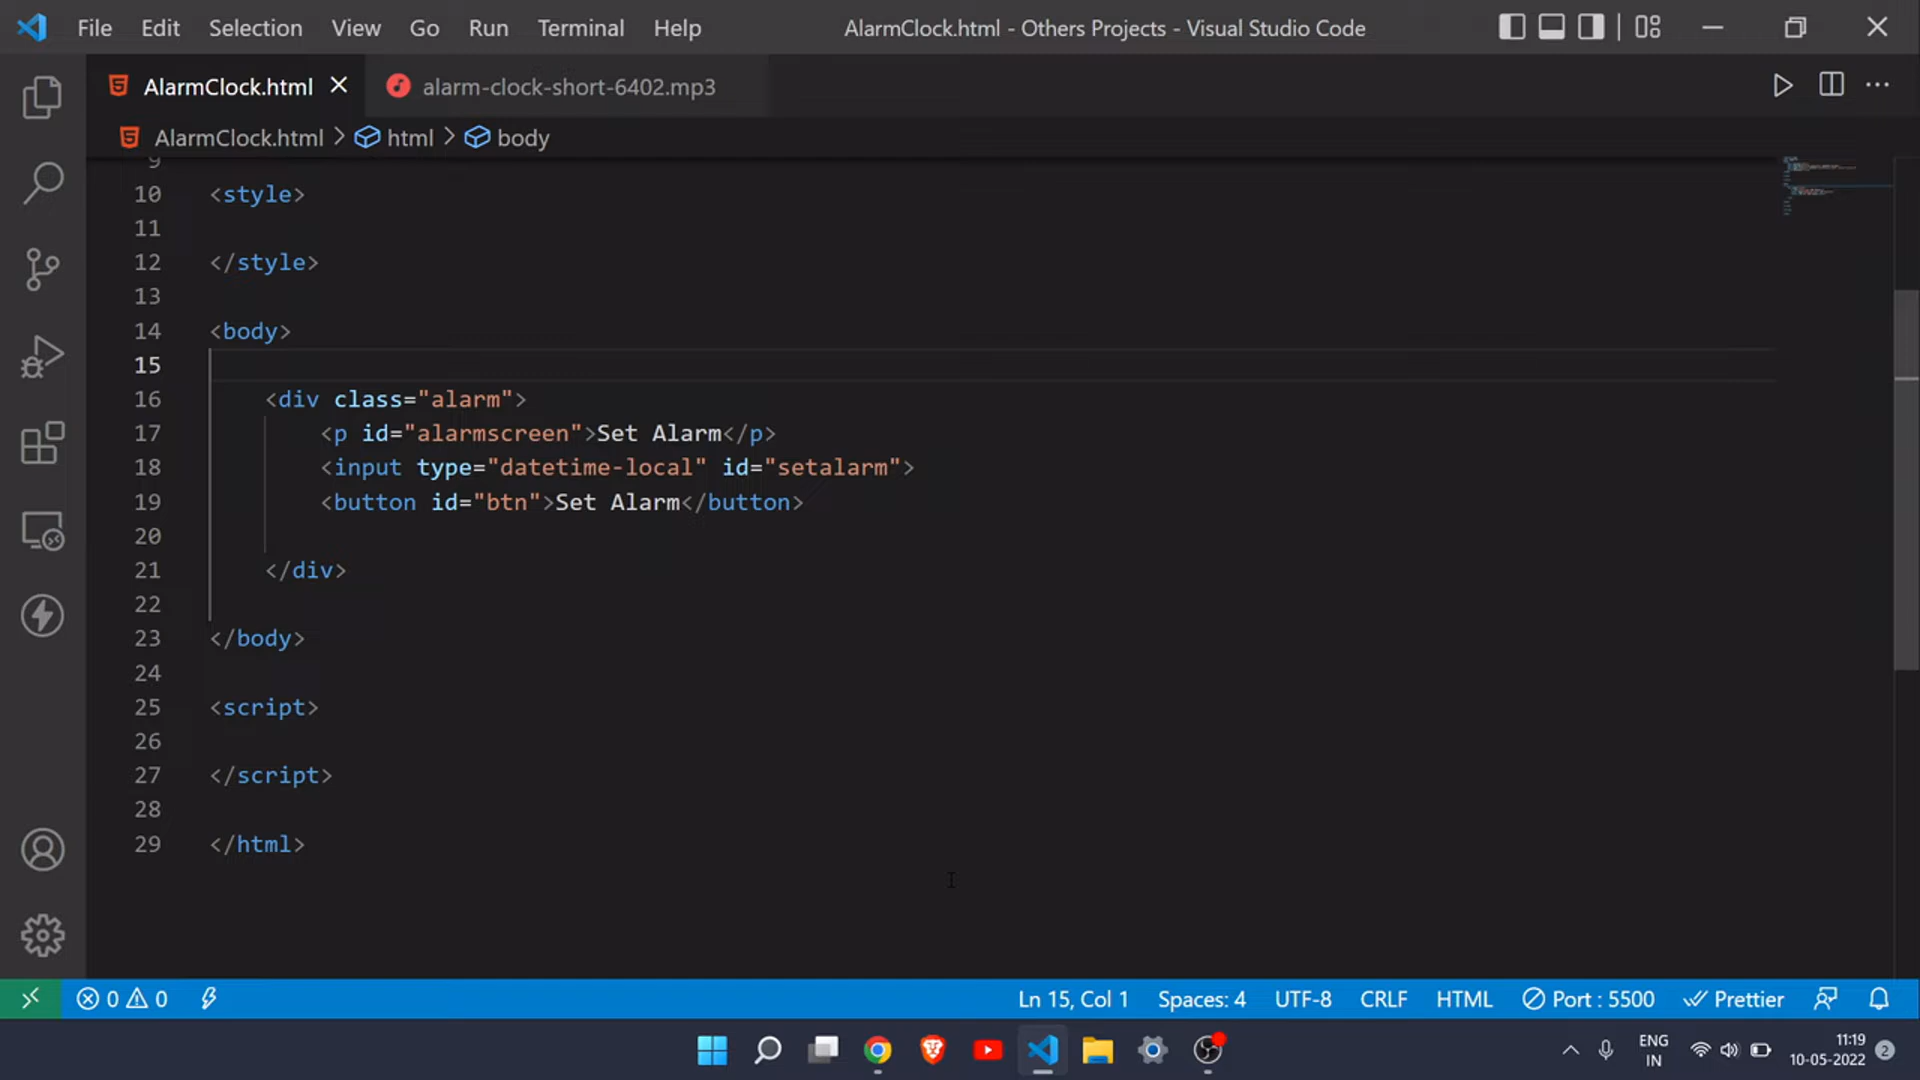 File Edit Selection View Go Run Terminal Help AlarmClock.html - Others Projects - Visual Studio Code
AlarmClock.html alarm-clock-short-6402.mp3
AlarmClock.html > html > body
9
10 <style>
11
12 </style>
13
14 <body>
15
16 <div class="alarm">
17 <p id="alarmscreen">Set Alarm</p>
18 <input type="datetime-local" id="setalarm">
19 <button id="btn">Set Alarm</button>
20
21 </div>
22
23 </body>
24
25 <script>
26
27 </script>
28
29 </html>
0 0 Ln 15, Col 1 Spaces: 4 UTF-8 CRLF HTML Port : 5500 Prettier
ENG 11:19
IN 10-05-2022 2